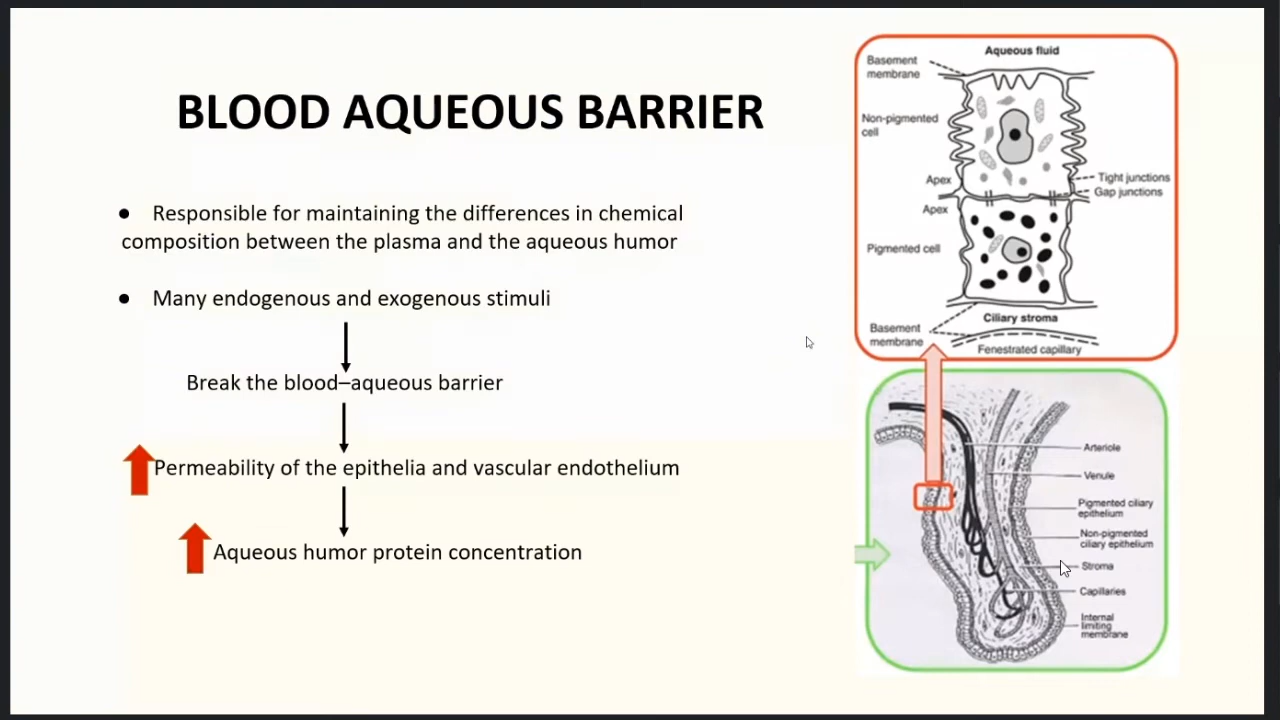 BLOOD AQUEOUS BARRIER
● Responsible for maintaining the differences in chemical
composition between the plasma and the aqueous humor
● Many endogenous and exogenous stimuli
Break the blood–aqueous barrier
Permeability of the epithelia and vascular endothelium
Aqueous humor protein concentration
Aqueous fluid
Basement
membrane
Non-pigmented
cell
Apex
Tight junctions
Gap junctions
Apex
Pigmented cell
Ciliary stroma
Basement
membrane
Fenestrated capillary
Arteriole
Venule
Pigmented ciliary
epithelium
Non-pigmented
ciliary epithelium
Stroma
Capillaries
Internal
limiting
membrane